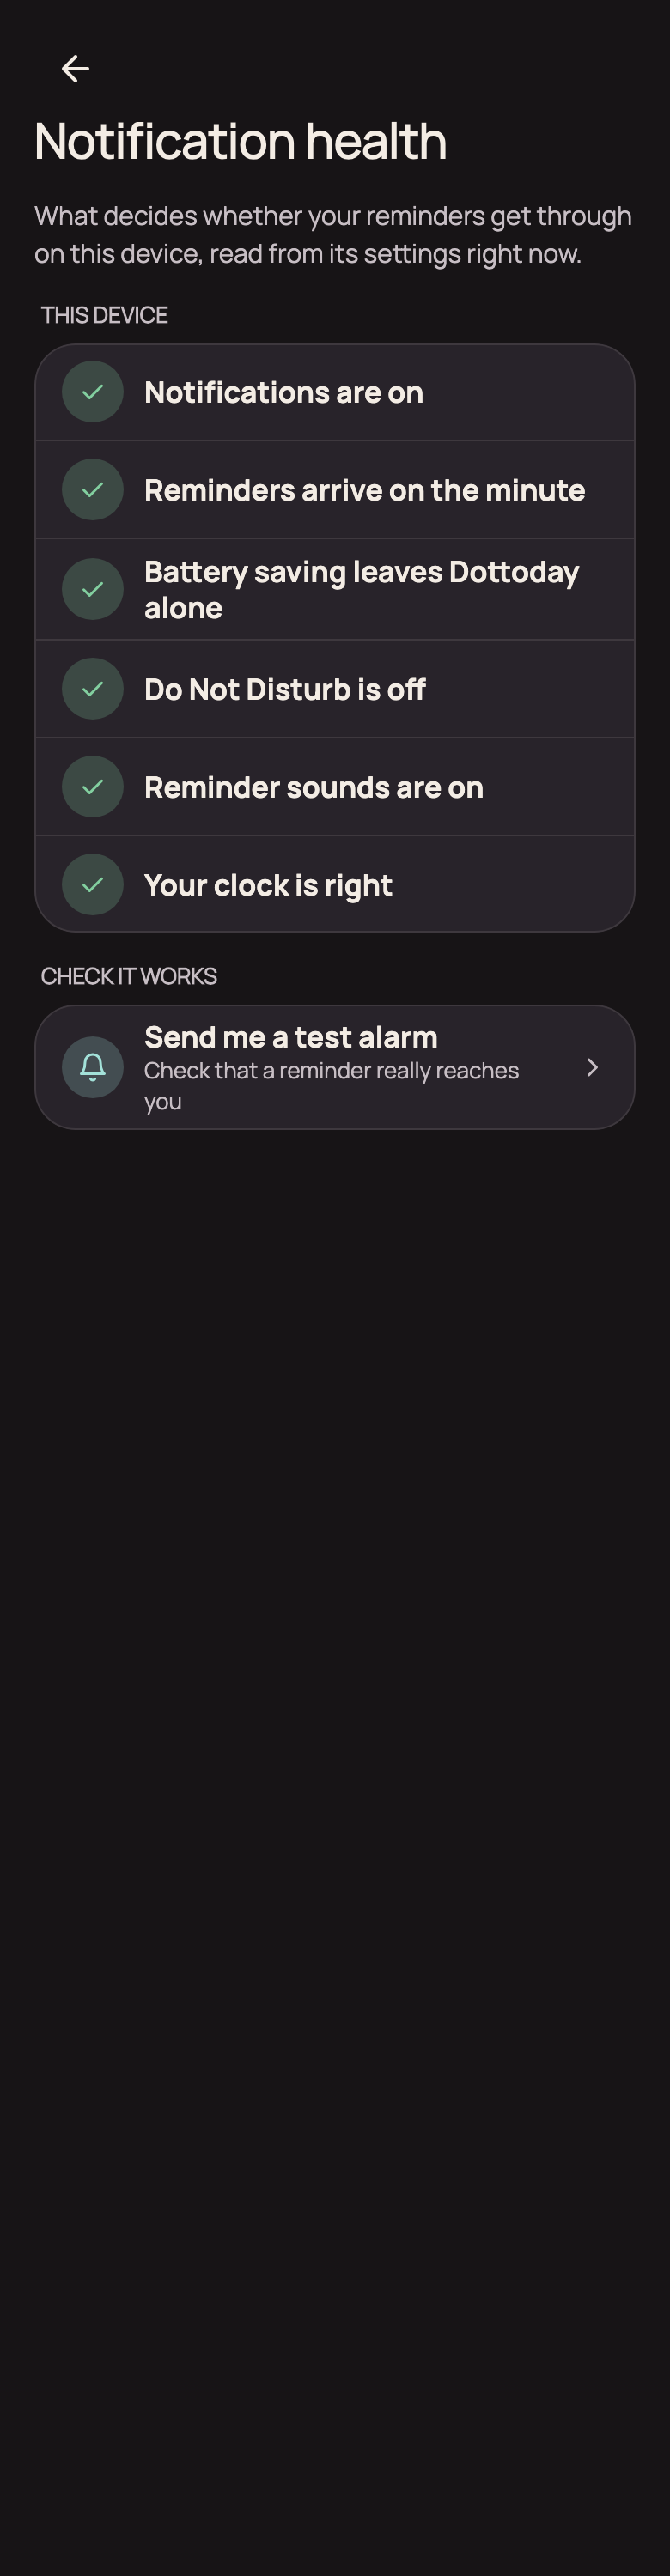 Notification health
What decides whether your reminders get through
on this device, read from its settings right now.
THIS DEVICE
Notifications are on
Reminders arrive on the minute
Battery saving leaves Dottoday
alone
Do Not Disturb is off
Reminder sounds are on
Your clock is right
CHECK IT WORKS
Send me a test alarm
Check that a reminder really reaches
you